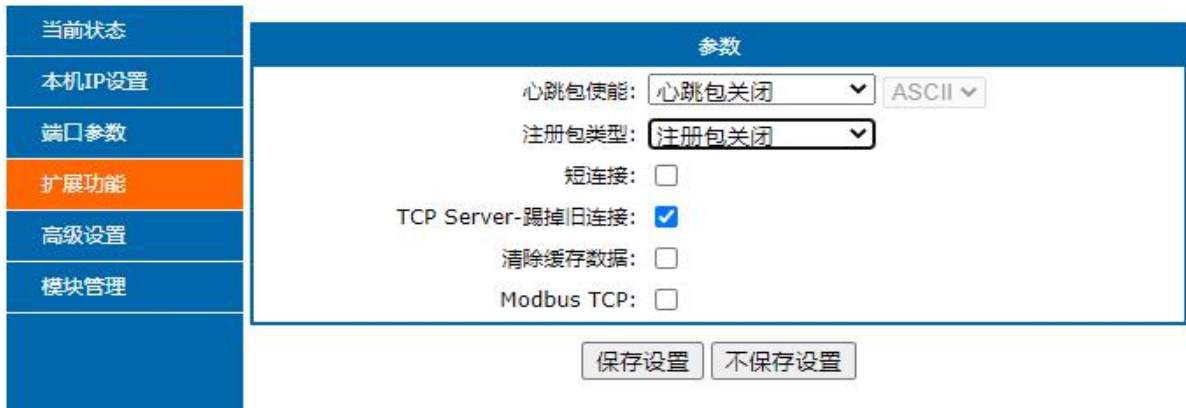 当前状态
本机IP设置
端口参数
扩展功能
高级设置
模块管理
参数
心跳包使能: 心跳包关闭 ASCII
注册包类型: 注册包关闭
短连接:
TCP Server-踢掉旧连接:
清除缓存数据:
Modbus TCP:
保存设置 不保存设置